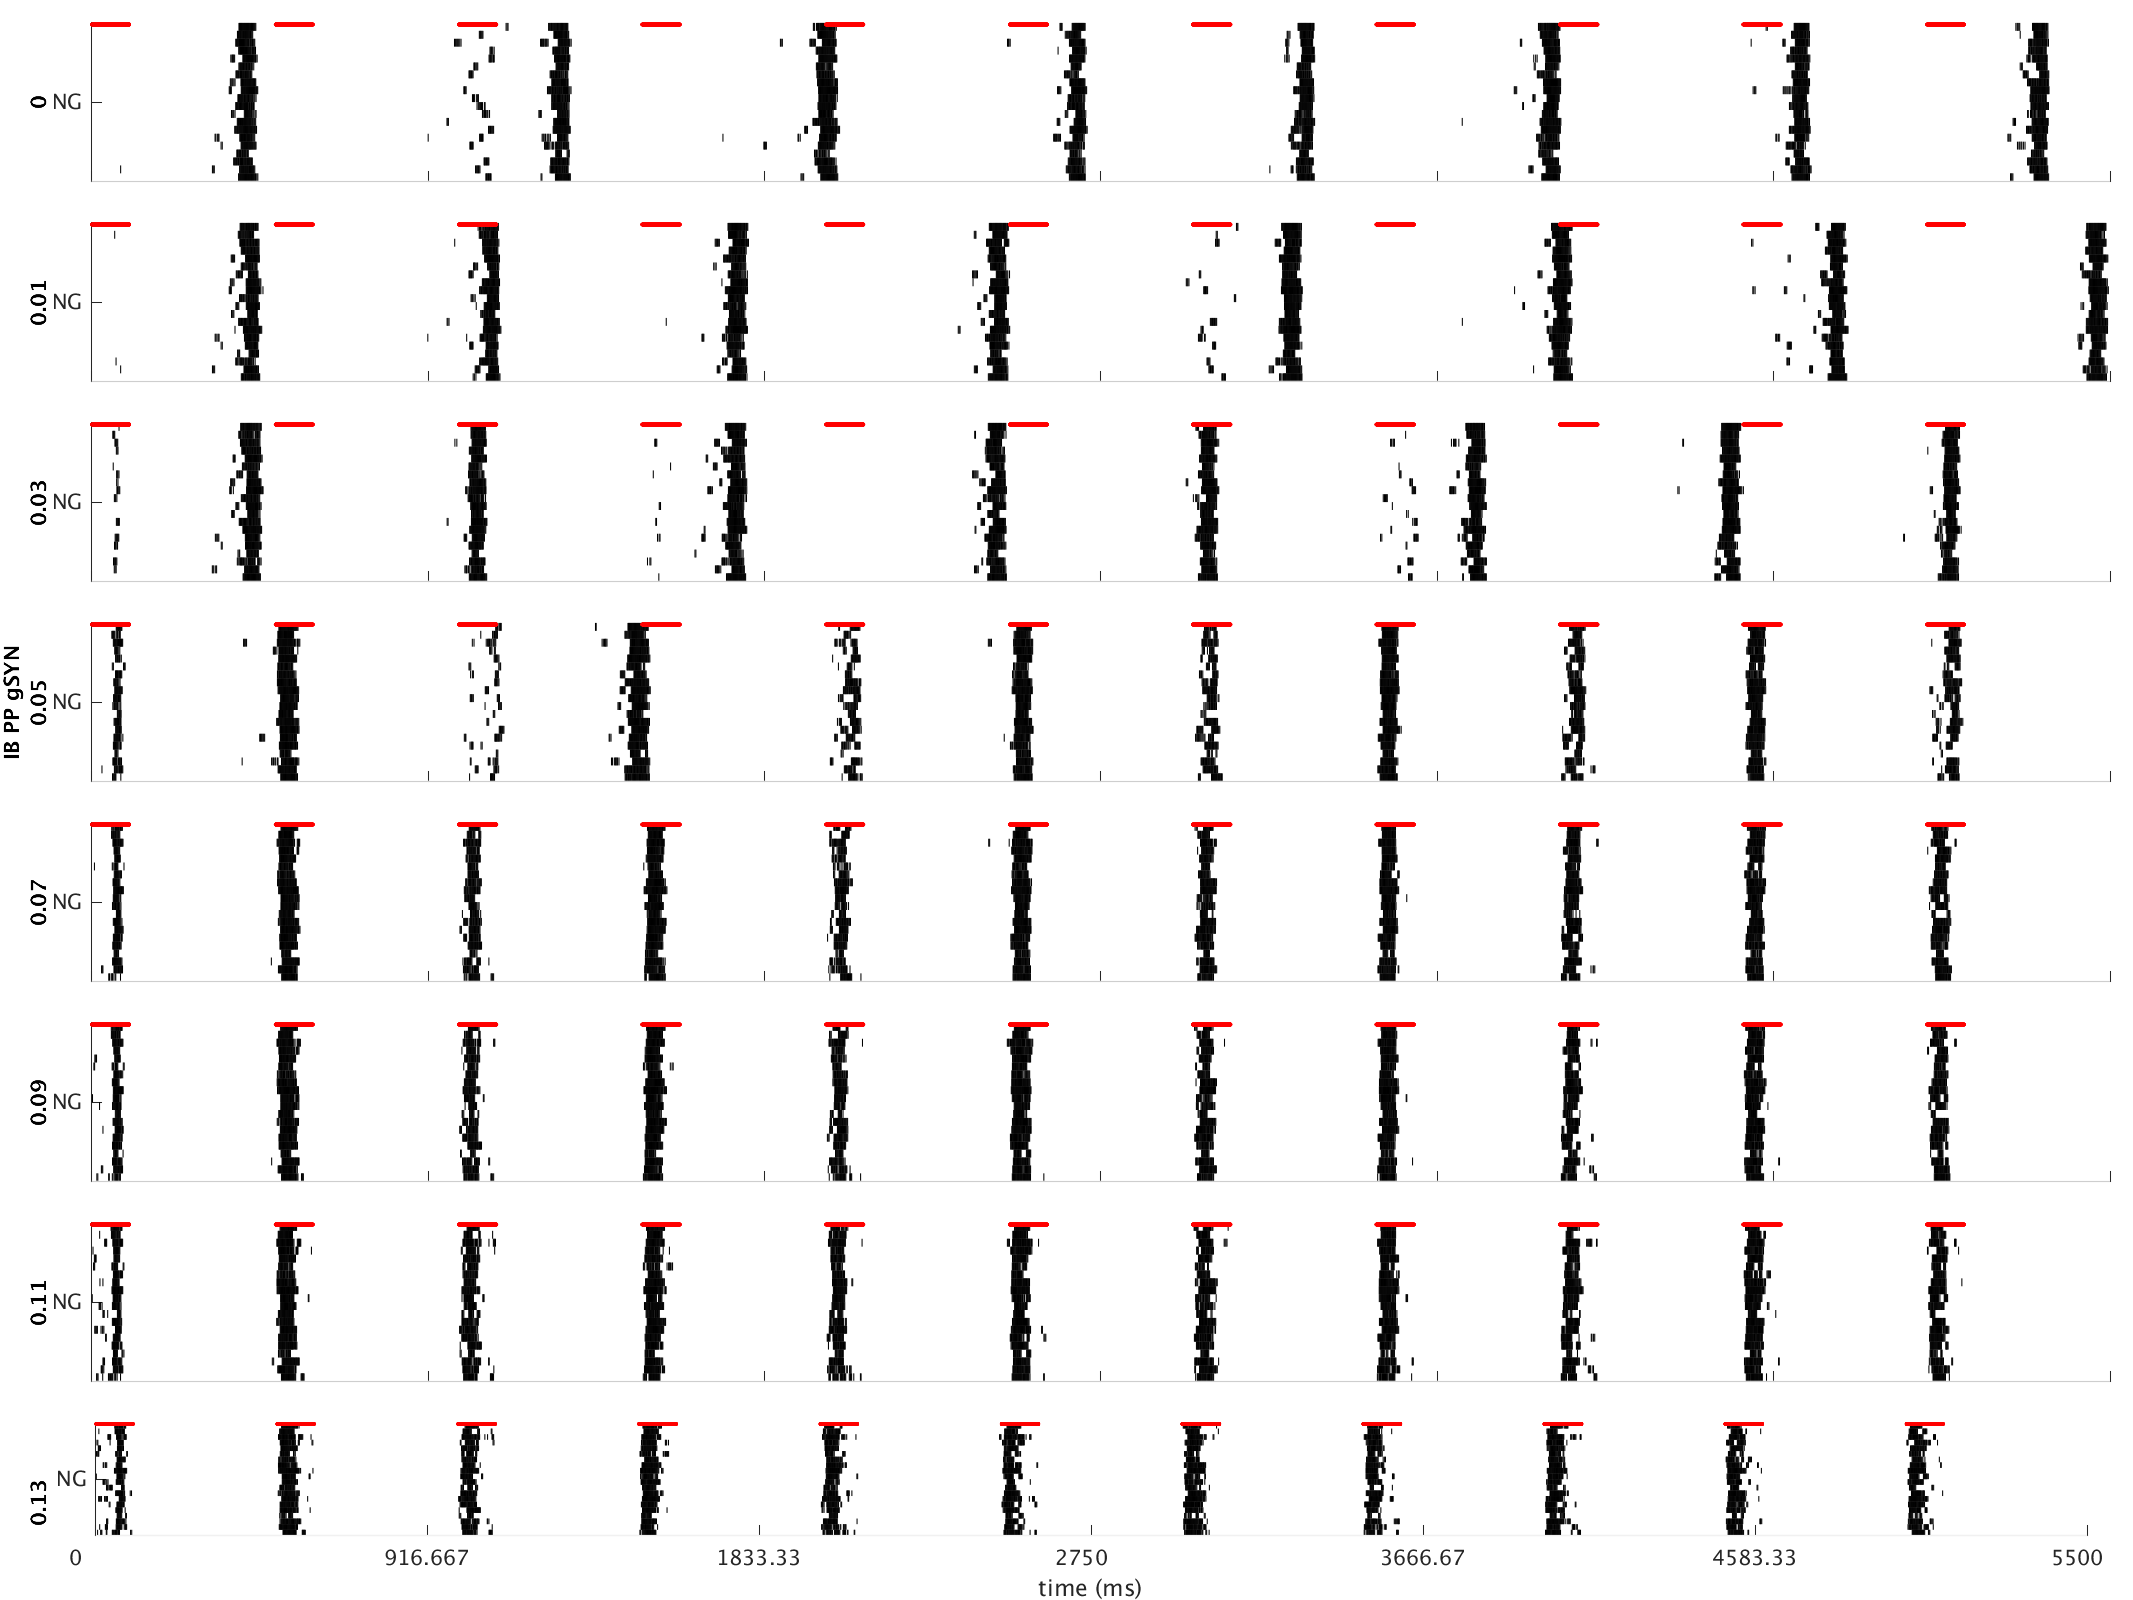 IB PP gSYN
0 NG
0.01 NG
0.03 NG
0.05 NG
0.07 NG
0.09 NG
0.11 NG
0.13 NG
0 916.667 1833.33 2750 3666.67 4583.33 5500
time (ms)